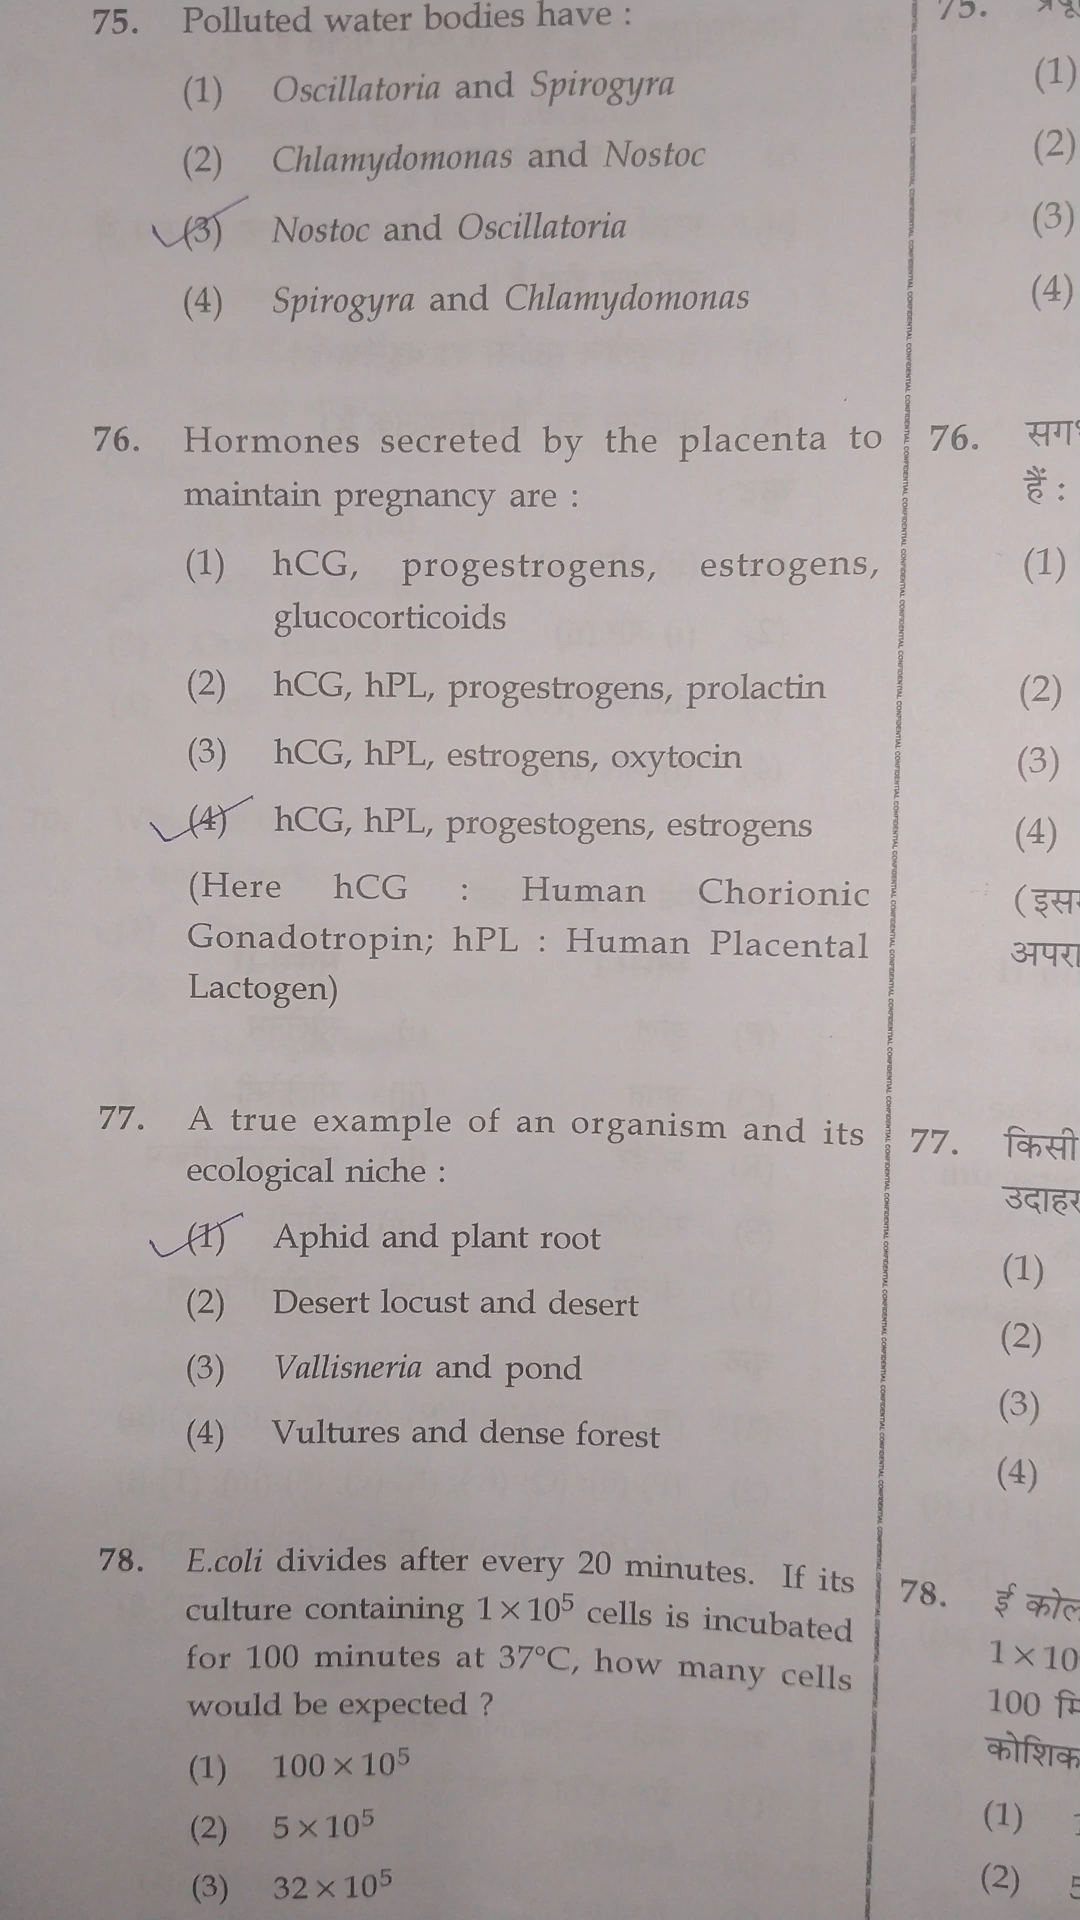 75. Polluted water bodies have :
(1) Oscillatoria and Spirogyra
(2) Chlamydomonas and Nostoc
(3) Nostoc and Oscillatoria
(4) Spirogyra and Chlamydomonas
76. Hormones secreted by the placenta to
maintain pregnancy are :
(1) hCG, progestrogens, estrogens,
glucocorticoids
(2) hCG, hPL, progestrogens, prolactin
(3) hCG, hPL, estrogens, oxytocin
(4) hCG, hPL, progestogens, estrogens
(Here hCG : Human Chorionic
Gonadotropin; hPL : Human Placental
Lactogen)
77. A true example of an organism and its
ecological niche :
(1) Aphid and plant root
(2) Desert locust and desert
(3) Vallisneria and pond
(4) Vultures and dense forest
78. E.coli divides after every 20 minutes. If its
culture containing 1×10⁵ cells is incubated
for 100 minutes at 37°C, how many cells
would be expected ?
(1) 100×10⁵
(2) 5×10⁵
(3) 32×10⁵
75.
(1)
(2)
(3)
(4)
76.
हैं :
(1)
(2)
(3)
(4)
77. किसी
(1)
(2)
(3)
(4)
78. ई
1×10
100
(1)
(2)